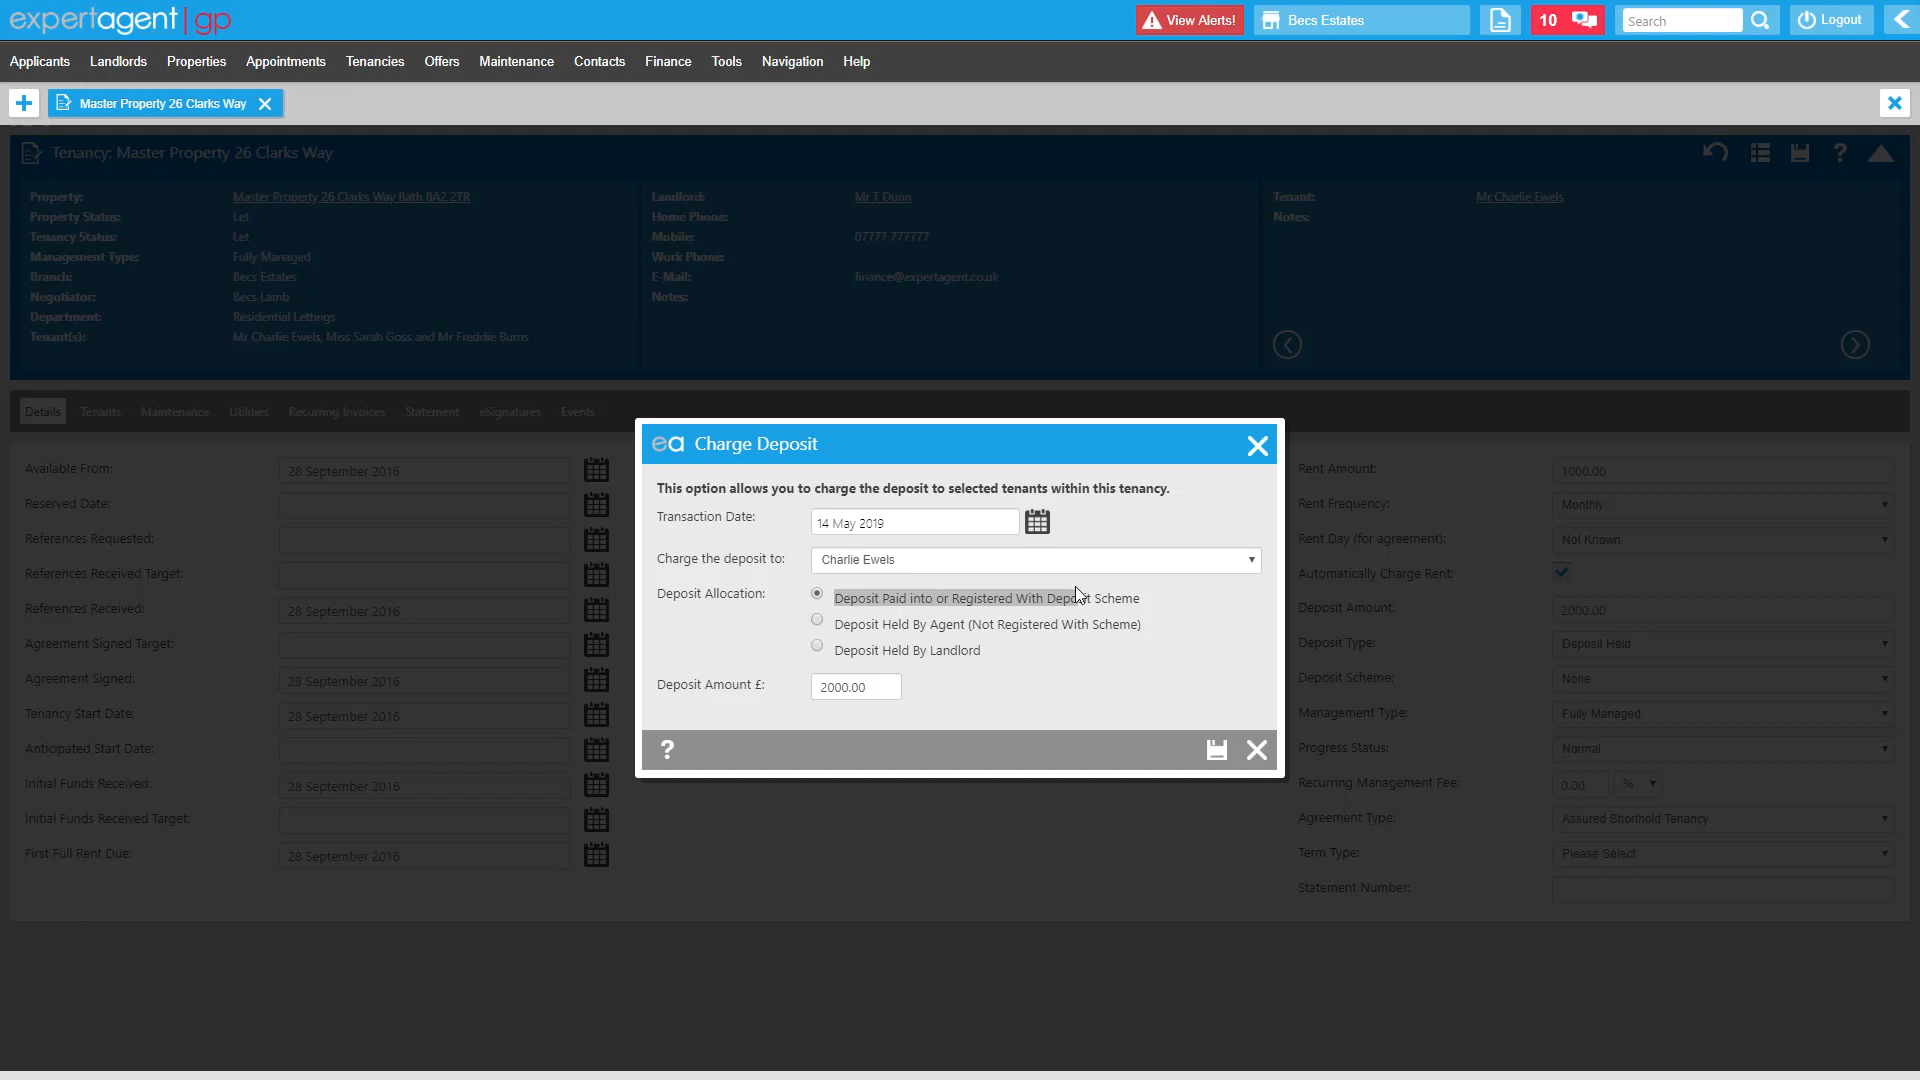 expertagent|gp
View Alerts!
Becs Estates
10
Search
Logout
Applicants Landlords Properties Appointments Tenancies Offers Maintenance Contacts Finance Tools Navigation Help
Master Property 26 Clarks Way
Tenancy: Master Property 26 Clarks Way
?
Property: Master Property 26 Clarks Way Bath BA2 2TR
Property Status: Let
Tenancy Status: Let
Management Type: Fully Managed
Branch: Becs Estates
Negotiator: Becs Lamb
Department: Residential Lettings
Tenant(s): Mr Charlie Ewels, Miss Sarah Goss and Mr Freddie Burns
Landlord: Mr T Dunn
Home Phone:
Mobile: 07777 777777
Work Phone:
E-Mail: finance@expertagent.co.uk
Notes:
Tenant: Mr Charlie Ewels
Notes:
Details Tenants Maintenance Utilities Recurring Invoices Statement eSignatures Events
Available From: 28 September 2016
Reserved Date:
References Requested:
References Received Target:
References Received: 28 September 2016
Agreement Signed Target:
Agreement Signed: 28 September 2016
Tenancy Start Date: 28 September 2016
Anticipated Start Date:
Initial Funds Received: 28 September 2016
Initial Funds Received Target:
First Full Rent Due: 28 September 2016
ea Charge Deposit
This option allows you to charge the deposit to selected tenants within this tenancy.
Transaction Date: 14 May 2019
Charge the deposit to: Charlie Ewels
Deposit Allocation: Deposit Paid into or Registered With Deposit Scheme
Deposit Held By Agent (Not Registered With Scheme)
Deposit Held By Landlord
Deposit Amount £: 2000.00
?
Rent Amount: 1000.00
Rent Frequency: Monthly
Rent Day (for agreement): Not Known
Automatically Charge Rent:
Deposit Amount: 2000.00
Deposit Type: Deposit Held
Deposit Scheme: None
Management Type: Fully Managed
Progress Status: Normal
Recurring Management Fee: 0.00 %
Agreement Type: Assured Shorthold Tenancy
Term Type: Please Select
Statement Number: